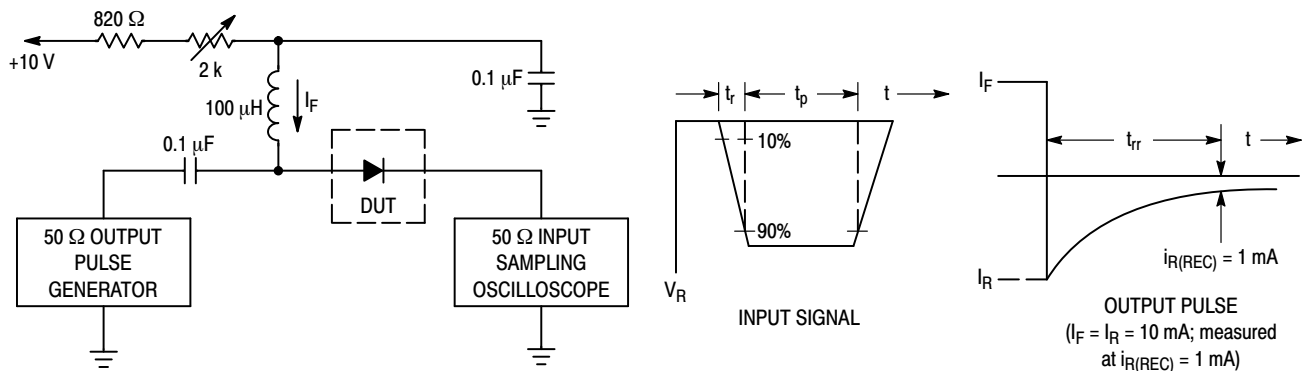 820 Ω
+10 V
2 k
0.1 μF
100 μH
I_F
0.1 μF
DUT
50 Ω OUTPUT
PULSE
GENERATOR
50 Ω INPUT
SAMPLING
OSCILLOSCOPE
t_r
t_p
t
10%
90%
V_R
INPUT SIGNAL
I_F
t_rr
t
i_R(REC) = 1 mA
I_R
OUTPUT PULSE
(I_F = I_R = 10 mA; measured
at i_R(REC) = 1 mA)